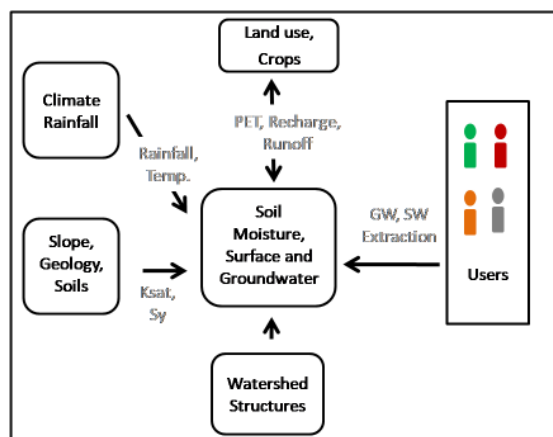 Land use,
Crops
Climate
Rainfall
PET, Recharge,
Runoff
Rainfall,
Temp.
Slope,
Geology,
Soils
Soil
Moisture,
Surface and
Groundwater
GW, SW
Extraction
Users
Ksat,
Sy
Watershed
Structures